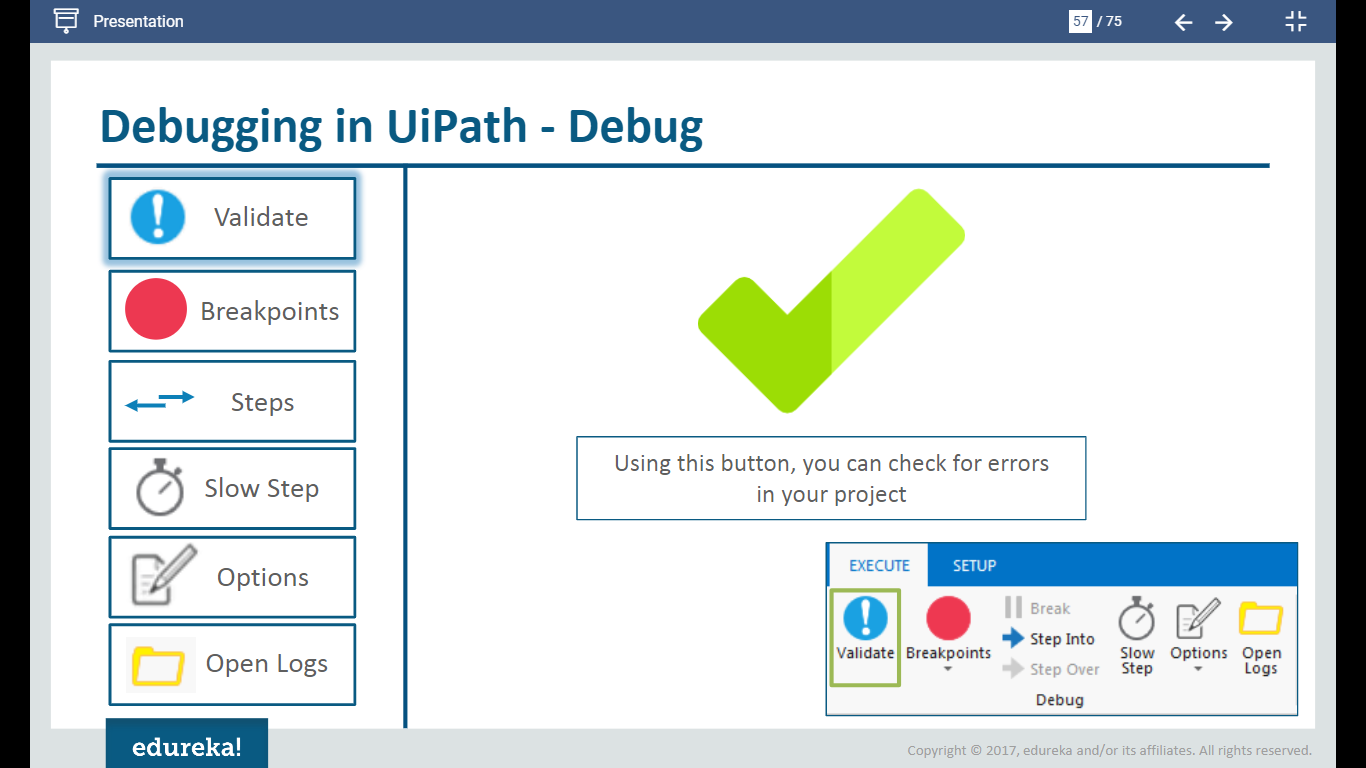 Presentation
57 / 75
Debugging in UiPath - Debug
Validate
Breakpoints
Steps
Slow Step
Options
Open Logs
Using this button, you can check for errors
in your project
EXECUTE SETUP
Validate
Breakpoints
Break
Step Into
Step Over
Slow
Step
Options
Open
Logs
Debug
edureka!
Copyright © 2017, edureka and/or its affiliates. All rights reserved.